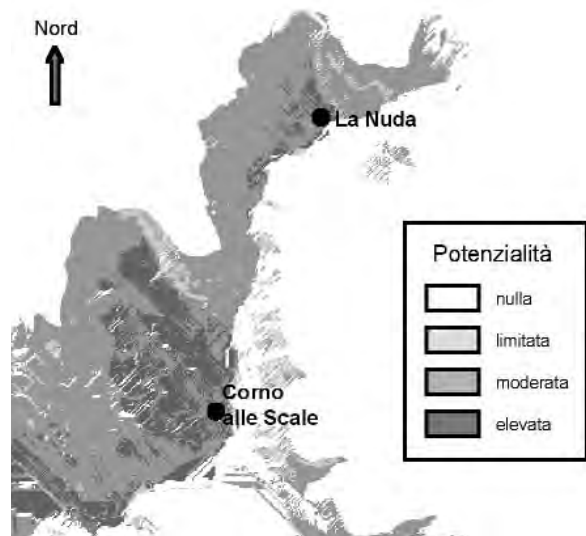 Nord
La Nuda
Potenzialità
nulla
limitata
moderata
elevata
Corno
alle Scale